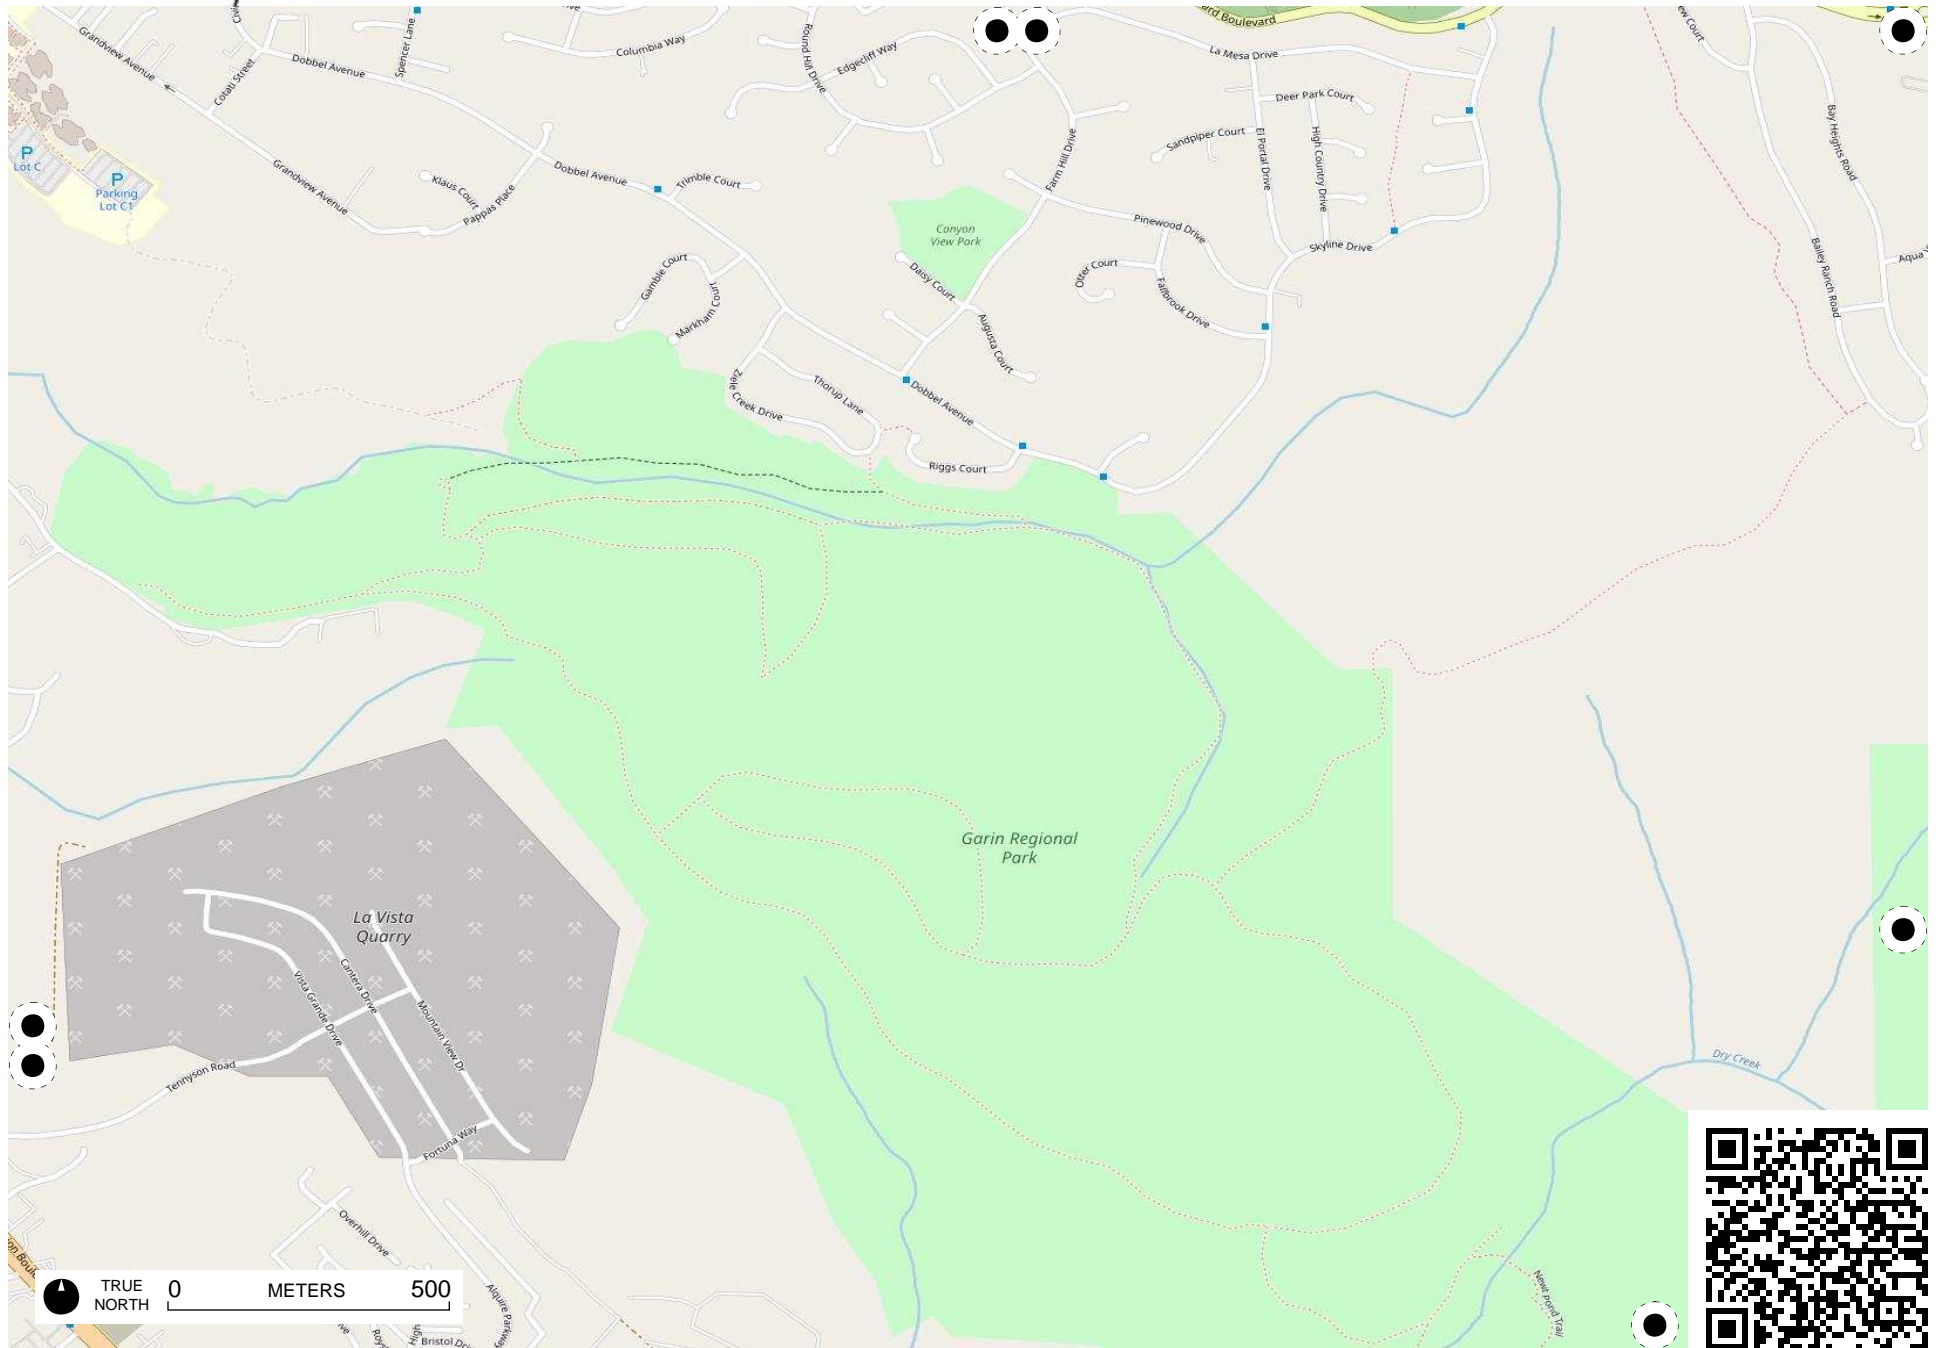 ard Boulevard
Grandview Avenue
Cotati Street
Dobbel Avenue
Spencer Lane
Columbia Way
Round Hill Drive
Edgecliff Way
La Mesa Drive
Deer Park Court
Sandpiper Court
El Portal Drive
High Country Drive
Bay Heights Road
Bailey Ranch Road
P
Lot C
P
Parking
Lot C1
Grandview Avenue
Klaus Court
Pappas Place
Dobbel Avenue
Trimble Court
Farm Hill Drive
Canyon
View Park
Pinewood Drive
Skyline Drive
Gamble Court
Markham Court
Daisy Court
Augusta Court
Otter Court
Fallbrook Drive
Ziele Creek Drive
Thorup Lane
Dobbel Avenue
Riggs Court
Garin Regional
Park
La Vista
Quarry
Vista Grande Drive
Cantera Drive
Mountain View Dr
Tennyson Road
Fortuna Way
Dry Creek
Overhill Drive
Alquire Parkway
Newt Pond Trail
TRUE
NORTH
0 METERS 500